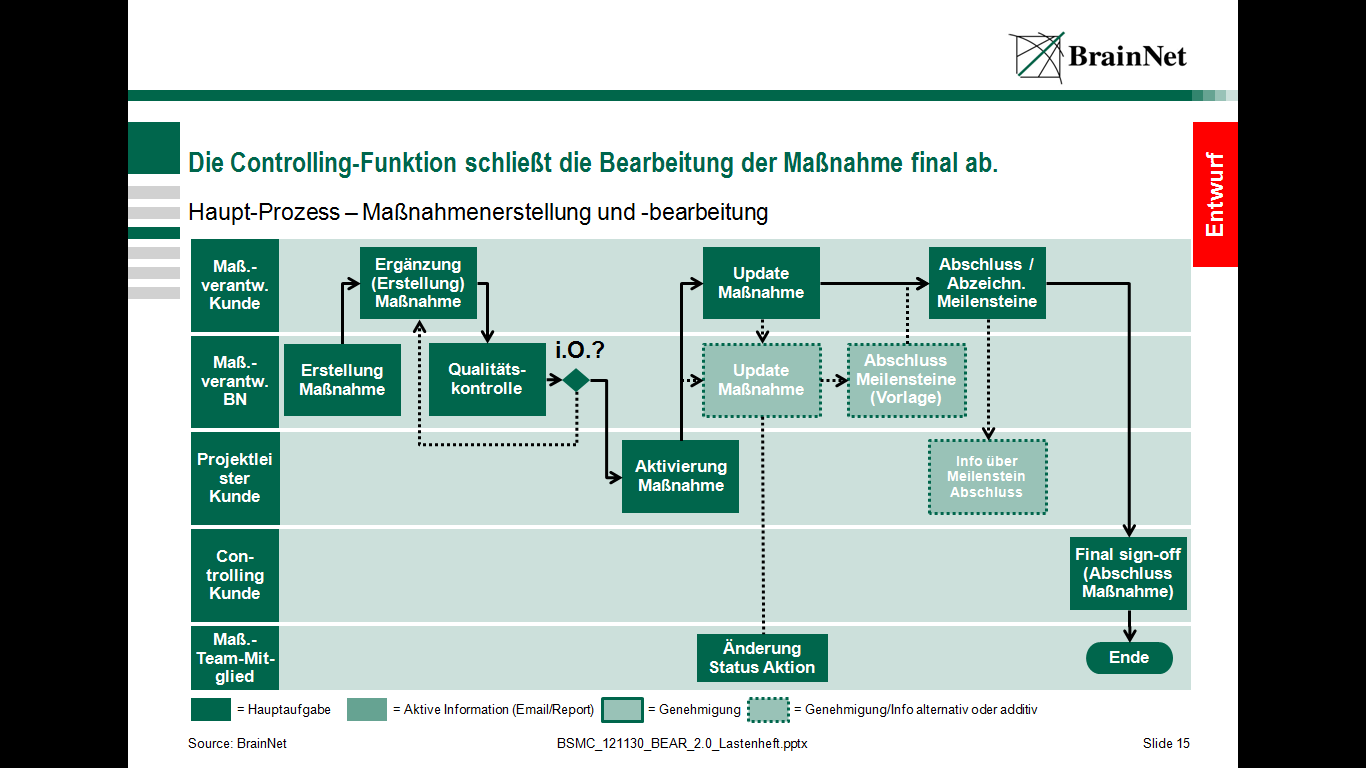 BrainNet
Entwurf
Die Controlling-Funktion schließt die Bearbeitung der Maßnahme final ab.
Haupt-Prozess – Maßnahmenerstellung und -bearbeitung
Maß.-
verantw.
Kunde
Ergänzung
(Erstellung)
Maßnahme
Update
Maßnahme
Abschluss /
Abzeichn.
Meilensteine
Maß.-
verantw.
BN
Erstellung
Maßnahme
Qualitäts-
kontrolle
i.O.?
Update
Maßnahme
Abschluss
Meilensteine
(Vorlage)
Projektlei
ster
Kunde
Aktivierung
Maßnahme
Info über
Meilenstein
Abschluss
Con-
trolling
Kunde
Final sign-off
(Abschluss
Maßnahme)
Maß.-
Team-Mit-
glied
Änderung
Status Aktion
Ende
= Hauptaufgabe
= Aktive Information (Email/Report)
= Genehmigung
= Genehmigung/Info alternativ oder additiv
Source: BrainNet
BSMC_121130_BEAR_2.0_Lastenheft.pptx
Slide 15